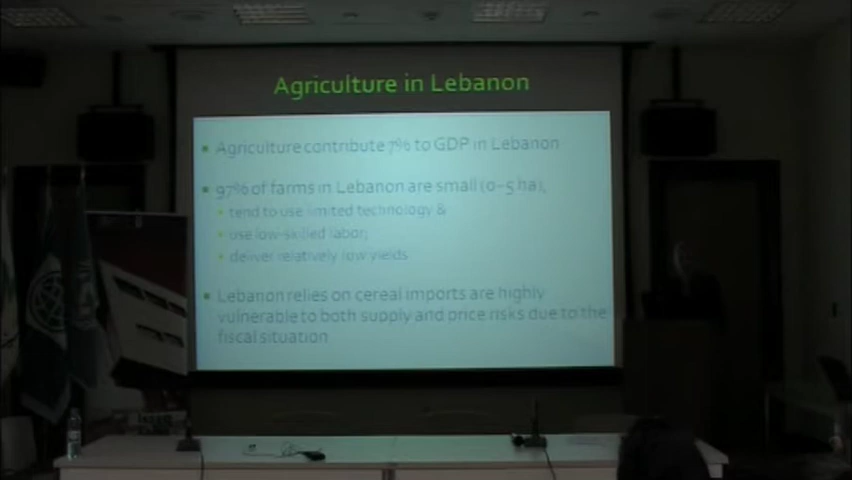 Agriculture in Lebanon
Agriculture contribute 7% to GDP in Lebanon
97% of farms in Lebanon are small (0–5 ha),
tend to use limited technology &
use low-skilled labor,
deliver relatively low yields
Lebanon relies on cereal imports are highly
vulnerable to both supply and price risks due to the
fiscal situation